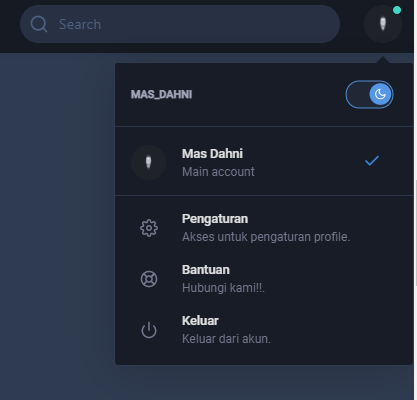 Search
MAS_DAHNI
Mas Dahni
Main account
Pengaturan
Akses untuk pengaturan profile.
Bantuan
Hubungi kami!!.
Keluar
Keluar dari akun.